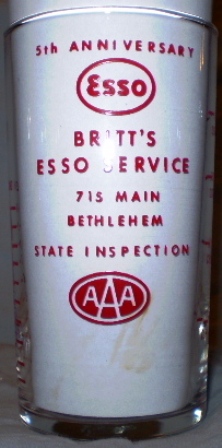 5th ANNIVERSARY
Esso
BRITT'S
ESSO SERVICE
715 MAIN
BETHLEHEM
STATE INSPECTION
AAA